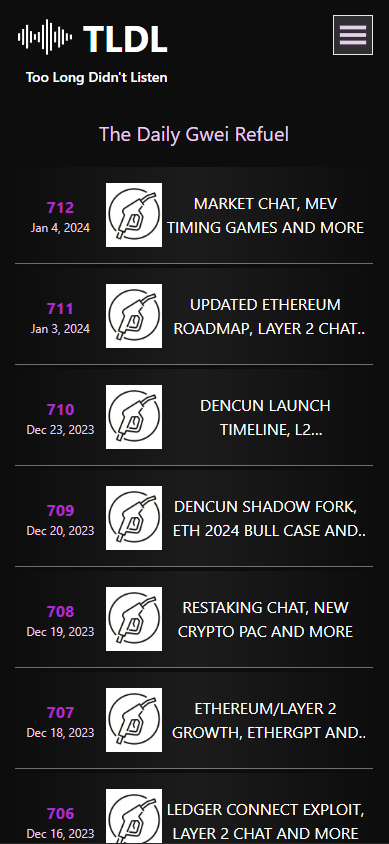 TLDL
Too Long Didn't Listen
The Daily Gwei Refuel
712
Jan 4, 2024
MARKET CHAT, MEV
TIMING GAMES AND MORE
711
Jan 3, 2024
UPDATED ETHEREUM
ROADMAP, LAYER 2 CHAT..
710
Dec 23, 2023
DENCUN LAUNCH
TIMELINE, L2...
709
Dec 20, 2023
DENCUN SHADOW FORK,
ETH 2024 BULL CASE AND..
708
Dec 19, 2023
RESTAKING CHAT, NEW
CRYPTO PAC AND MORE
707
Dec 18, 2023
ETHEREUM/LAYER 2
GROWTH, ETHERGPT AND..
706
Dec 16, 2023
LEDGER CONNECT EXPLOIT,
LAYER 2 CHAT AND MORE